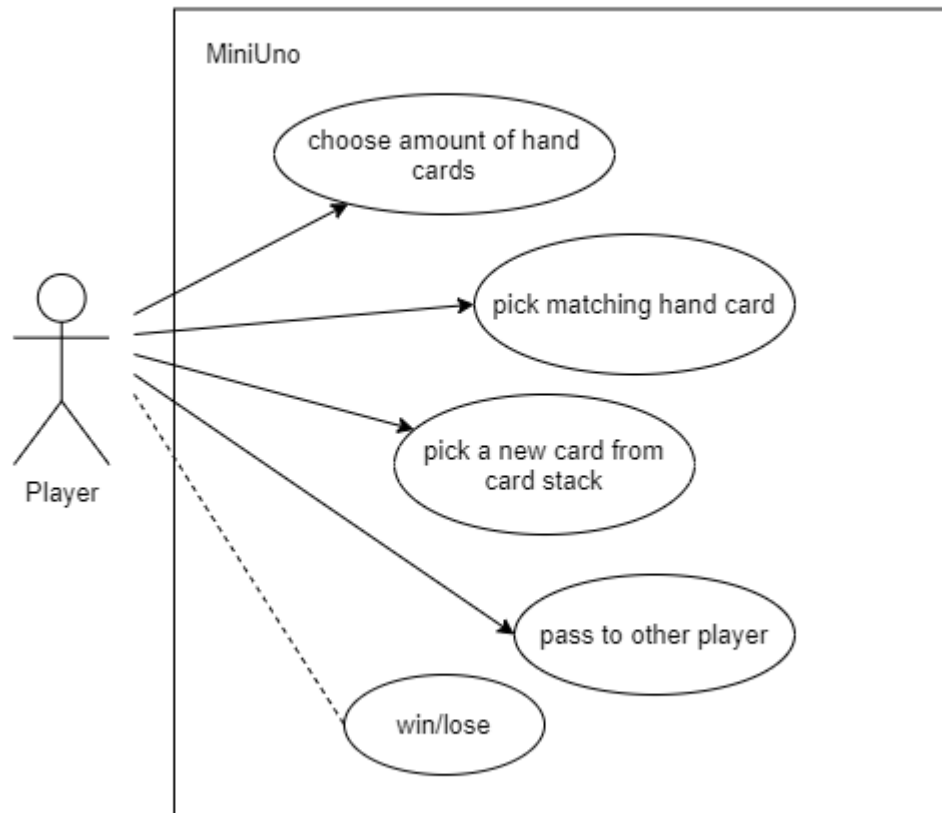 MiniUno
choose amount of hand
cards
pick matching hand card
pick a new card from
card stack
Player
pass to other player
win/lose